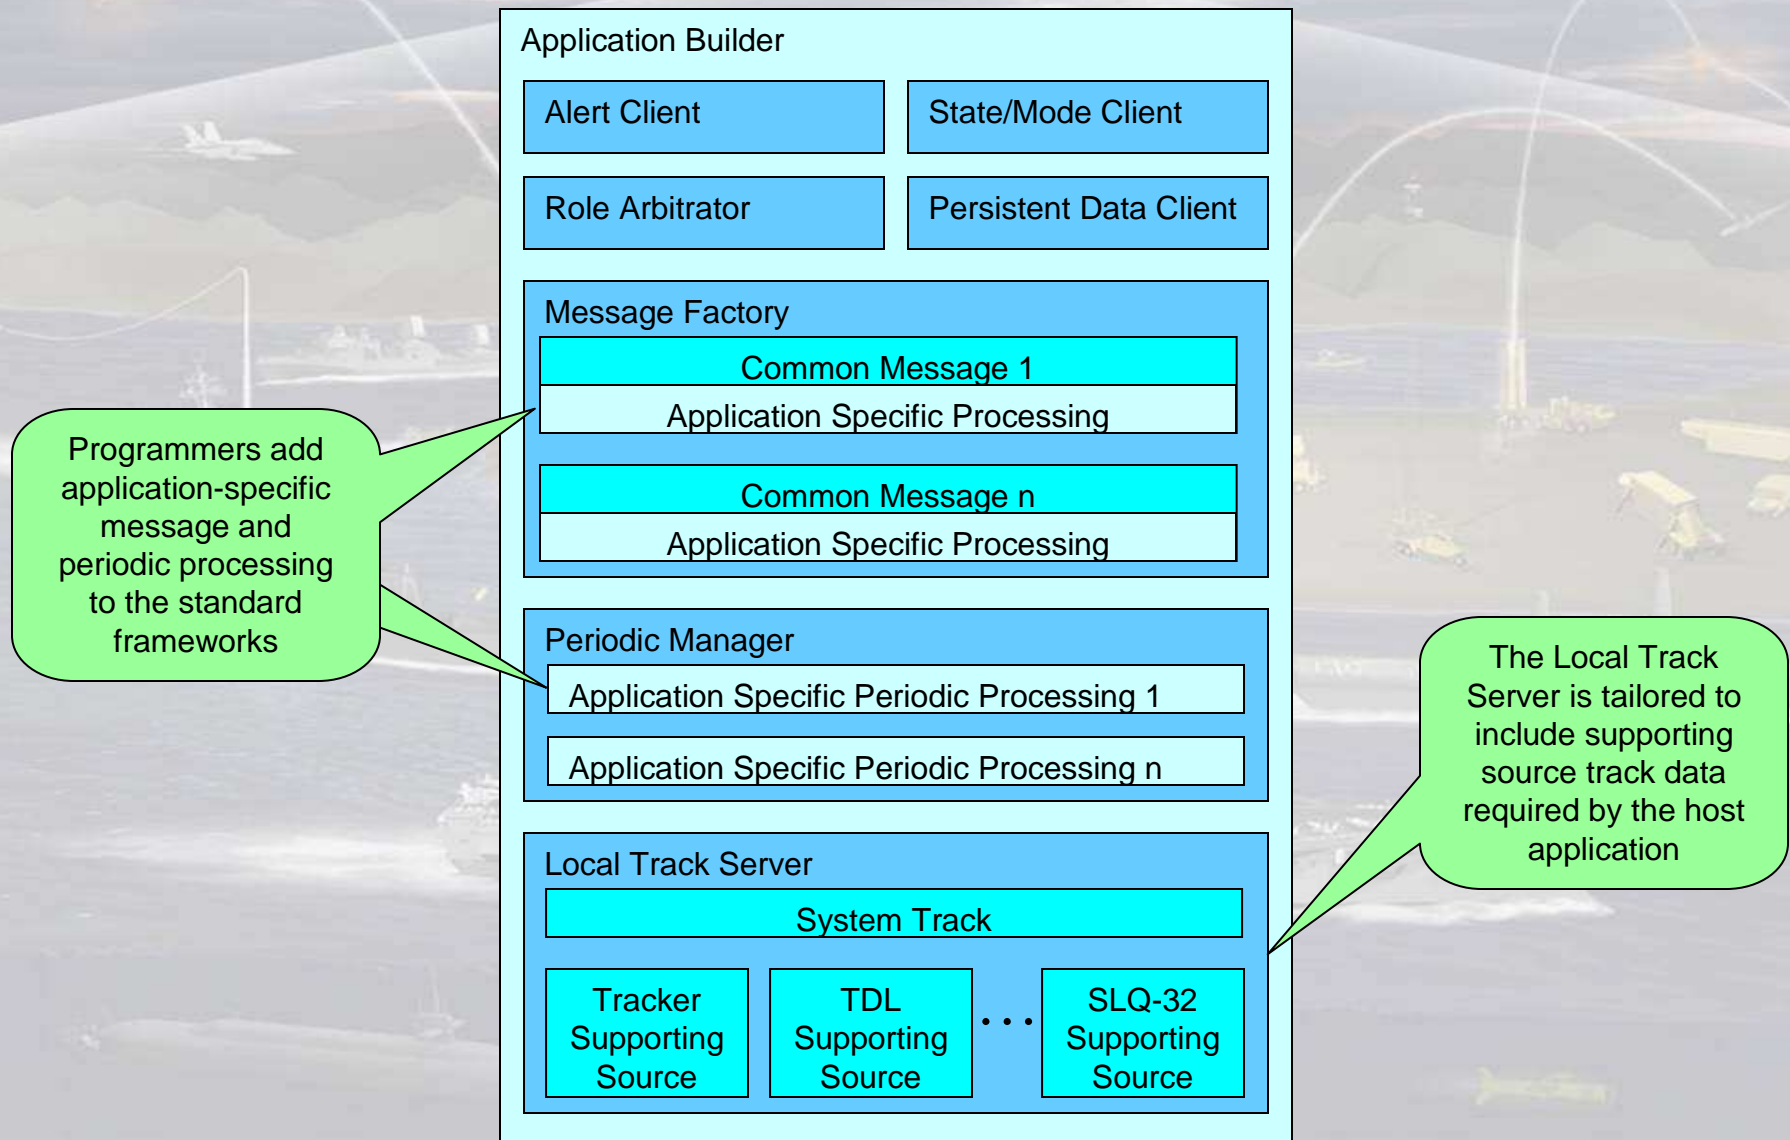 Application Builder
Alert Client
State/Mode Client
Role Arbitrator
Persistent Data Client
Message Factory
Common Message 1
Application Specific Processing
Common Message n
Application Specific Processing
Programmers add
application-specific
message and
periodic processing
to the standard
frameworks
Periodic Manager
Application Specific Periodic Processing 1
Application Specific Periodic Processing n
The Local Track
Server is tailored to
include supporting
source track data
required by the host
application
Local Track Server
System Track
Tracker
Supporting
Source
TDL
Supporting
Source
. . .
SLQ-32
Supporting
Source